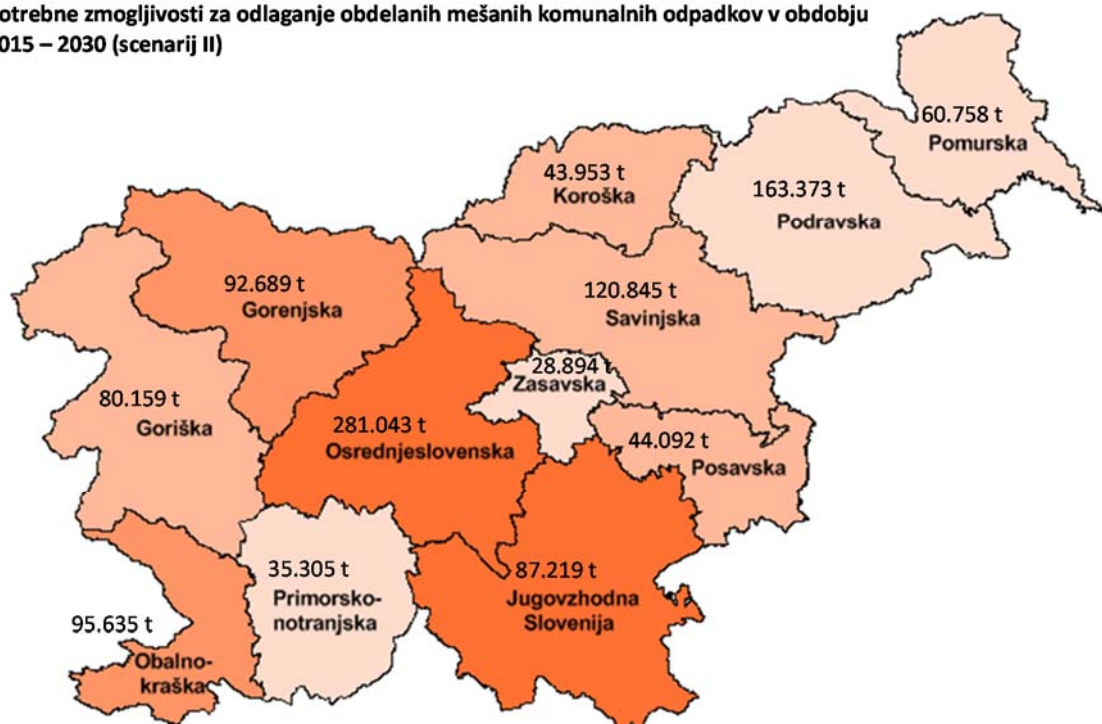 otrebne zmogljivosti za odlaganje obdelanih mešanih komunalnih odpadkov v obdobju
015 – 2030 (scenarij II)
60.758 t
Pomurska
43.953 t
Koroška
163.373 t
Podravska
92.689 t
Gorenjska
120.845 t
Savinjska
28.894 t
Zasavska
80.159 t
Goriška
281.043 t
Osrednjeslovenska
44.092 t
Posavska
35.305 t
Primorsko-
notranjska
87.219 t
Jugovzhodna
Slovenija
95.635 t
Obalno-
kraška